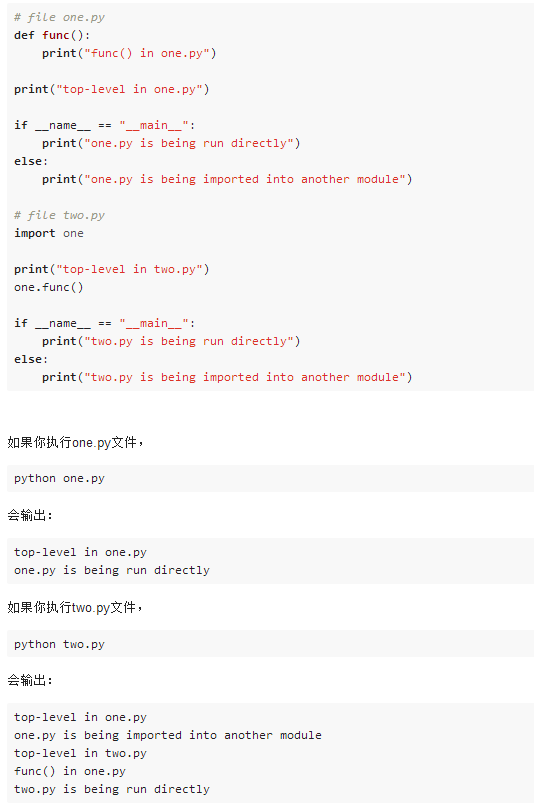 # file one.py
def func():
    print("func() in one.py")
print("top-level in one.py")
if __name__ == "__main__":
    print("one.py is being run directly")
else:
    print("one.py is being imported into another module")
# file two.py
import one
print("top-level in two.py")
one.func()
if __name__ == "__main__":
    print("two.py is being run directly")
else:
    print("two.py is being imported into another module")
如果你执行one.py文件，
python one.py
会输出：
top-level in one.py
one.py is being run directly
如果你执行two.py文件，
python two.py
会输出：
top-level in one.py
one.py is being imported into another module
top-level in two.py
func() in one.py
two.py is being run directly